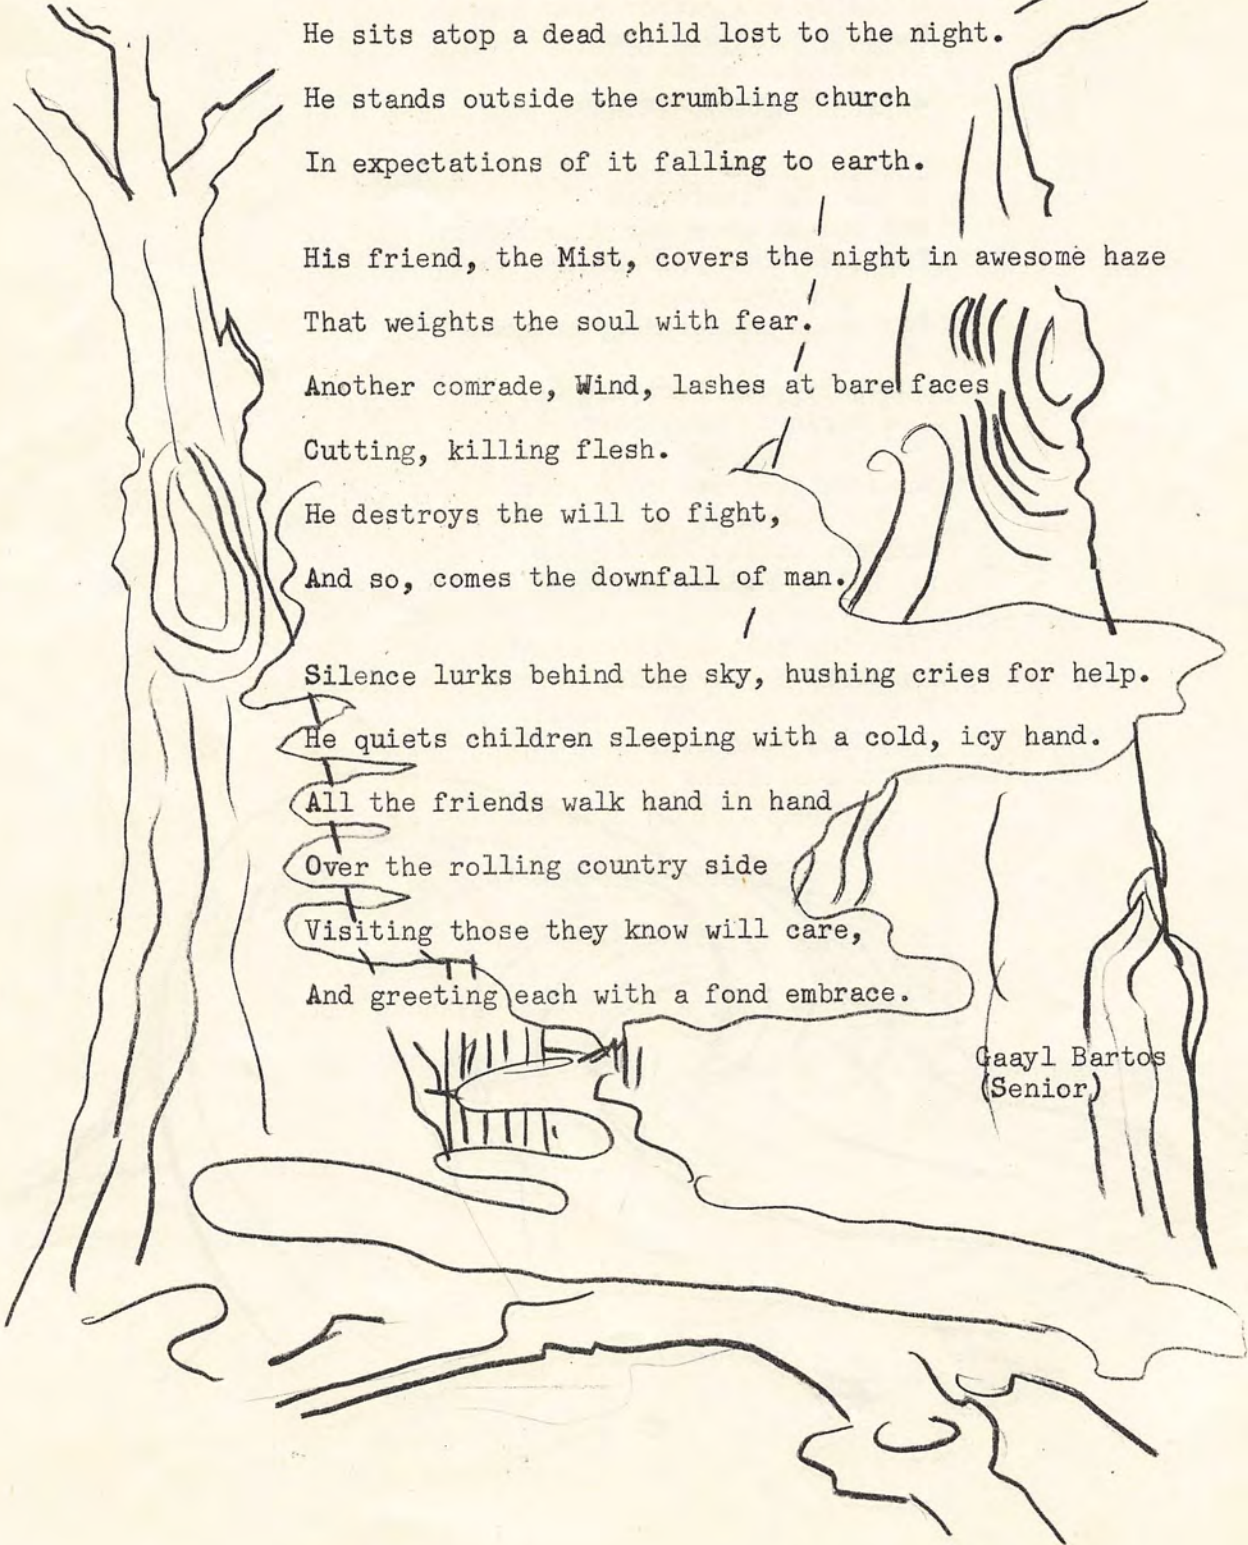 He sits atop a dead child lost to the night.
He stands outside the crumbling church
In expectations of it falling to earth.
His friend, the Mist, covers the night in awesome haze
That weights the soul with fear.
Another comrade, Wind, lashes at bare faces
Cutting, killing flesh.
He destroys the will to fight,
And so, comes the downfall of man.
Silence lurks behind the sky, hushing cries for help.
He quiets children sleeping with a cold, icy hand.
All the friends walk hand in hand
Over the rolling country side
Visiting those they know will care,
And greeting each with a fond embrace.
Gaayl Bartos
(Senior)